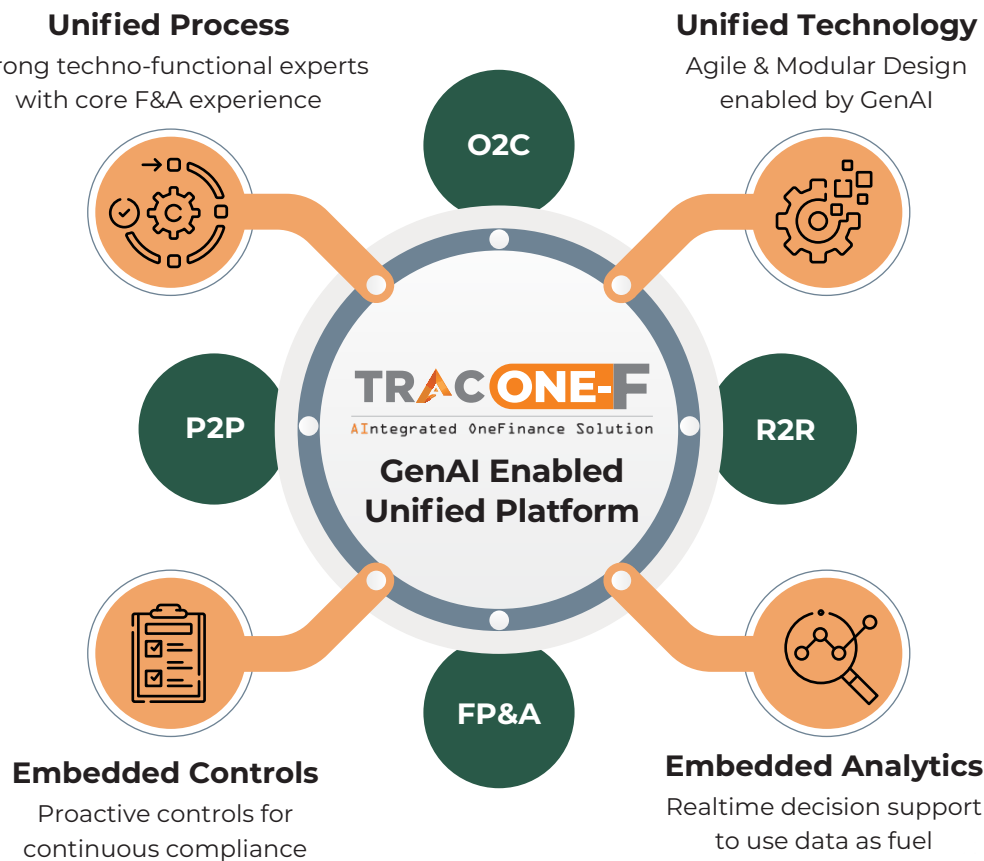 Unified Process
rong techno-functional experts
with core F&A experience
Unified Technology
Agile & Modular Design
enabled by GenAI
O2C
P2P
TRAC ONE-F
AIntegrated OneFinance Solution
GenAI Enabled
Unified Platform
R2R
FP&A
Embedded Controls
Proactive controls for
continuous compliance
Embedded Analytics
Realtime decision support
to use data as fuel